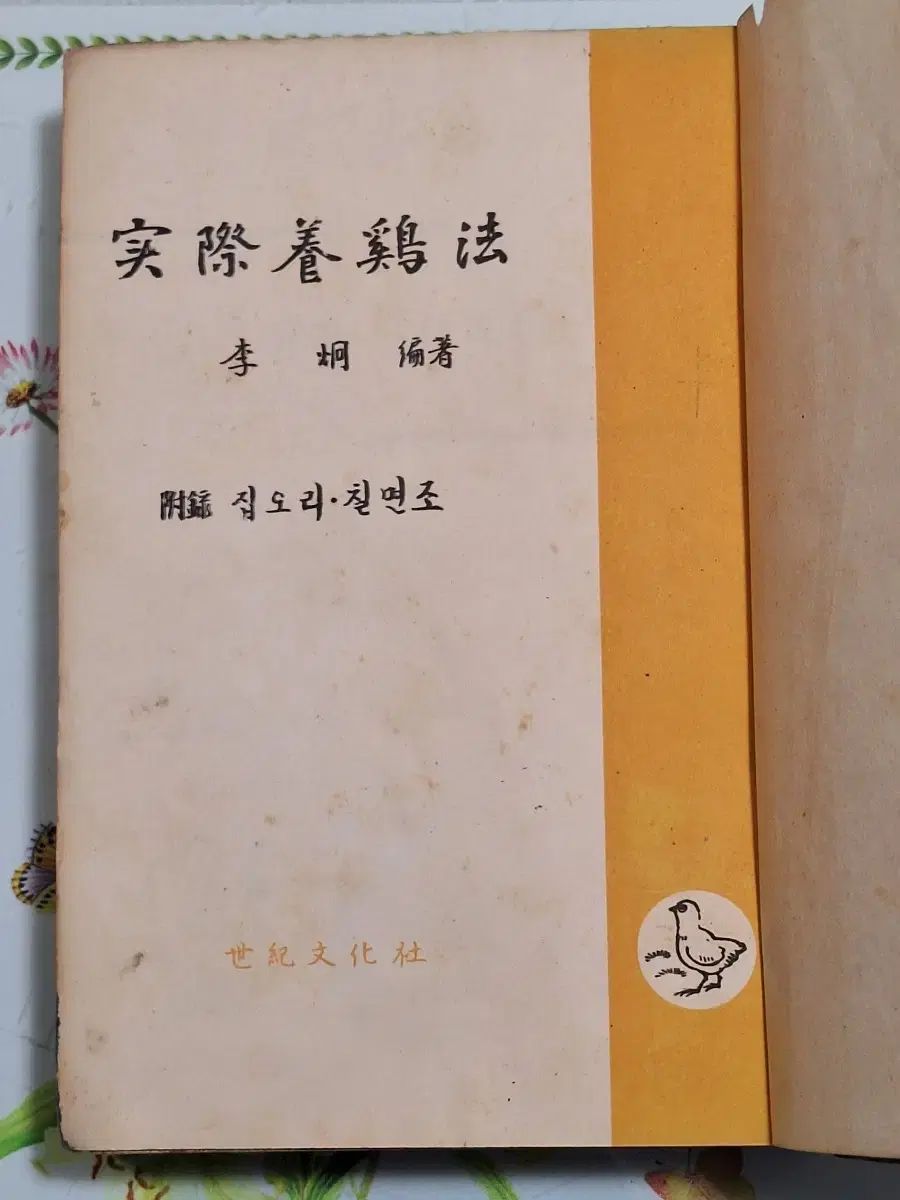 実際養鷄法
李 炯 編著
附録 집오리·칠면조
世紀文化社